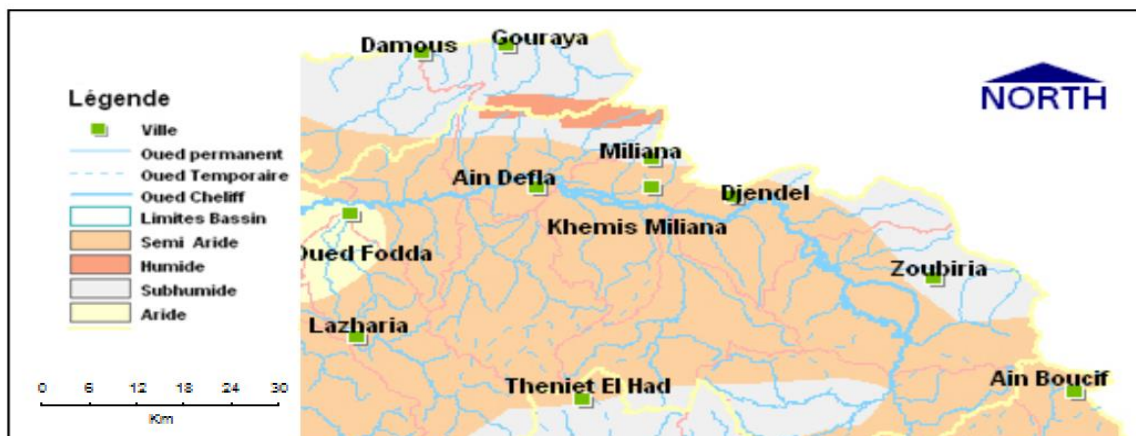 Légende
Ville
Oued permanent
Oued Temporaire
Oued Cheliff
Limites Bassin
Semi Aride
Humide
Subhumide
Aride
0 6 12 18 24 30
Km
Damous
Gouraya
NORTH
Miliana
Ain Defla
Djendel
Khemis Miliana
Oued Fodda
Zoubiria
Lazharia
Theniet El Had
Ain Boucif